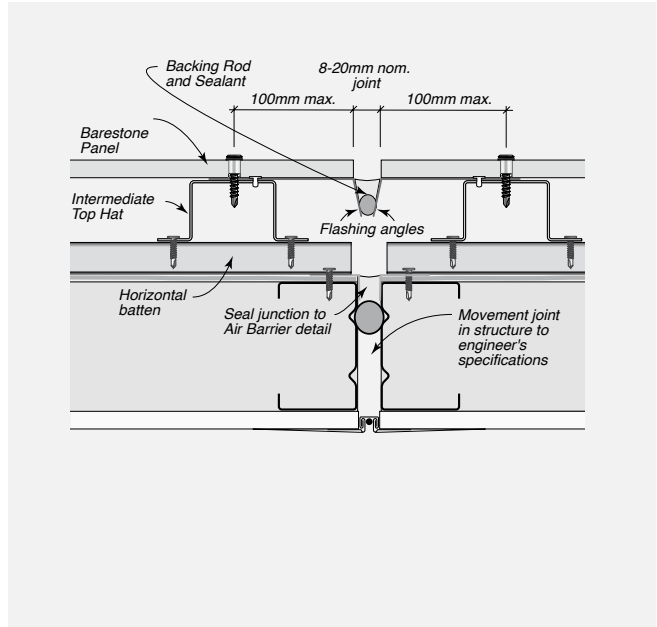 Backing Rod
and Sealant
8-20mm nom.
joint
100mm max.
100mm max.
Barestone
Panel
Intermediate
Top Hat
Flashing angles
Horizontal
batten
Seal junction to
Air Barrier detail
Movement joint
in structure to
engineer's
specifications